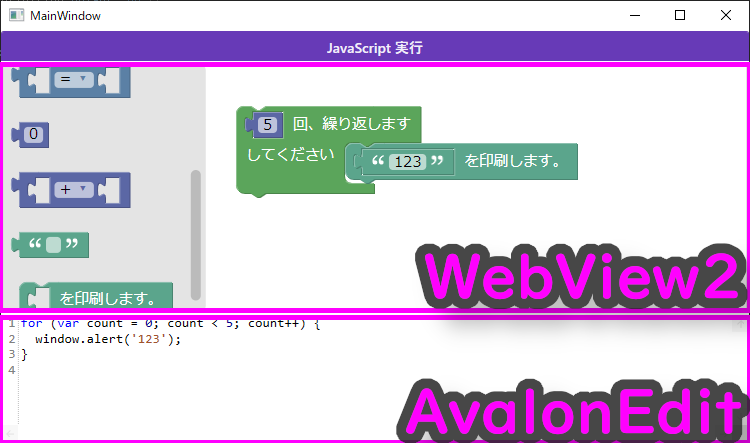 MainWindow
JavaScript 実行
=
0
+
“ ”
を印刷します。
5 回、繰り返します
してください “ 123 ” を印刷します。
WebView2
1 for (var count = 0; count < 5; count++) {
2 window.alert('123');
3 }
4
AvalonEdit